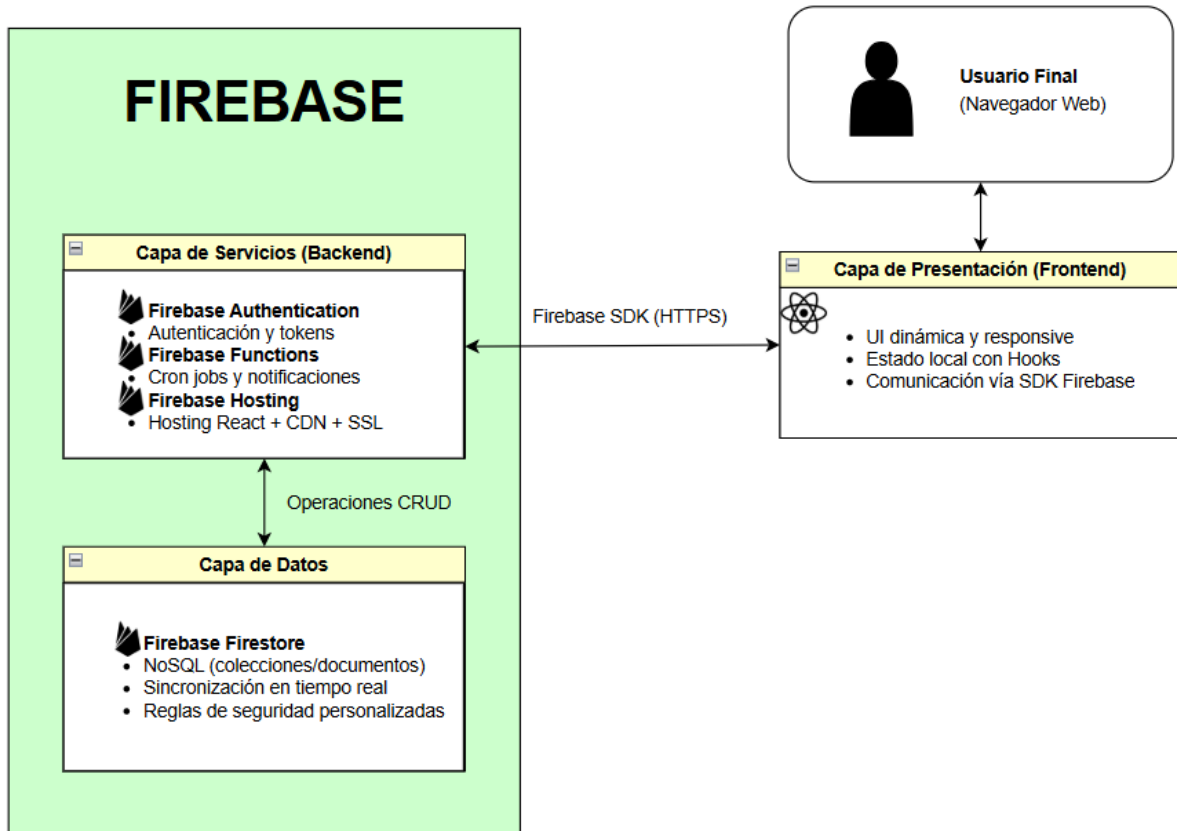 FIREBASE
Usuario Final
(Navegador Web)
Capa de Servicios (Backend)
Firebase Authentication
• Autenticación y tokens
Firebase Functions
• Cron jobs y notificaciones
Firebase Hosting
• Hosting React + CDN + SSL
Firebase SDK (HTTPS)
Capa de Presentación (Frontend)
• UI dinámica y responsive
• Estado local con Hooks
• Comunicación vía SDK Firebase
Operaciones CRUD
Capa de Datos
Firebase Firestore
• NoSQL (colecciones/documentos)
• Sincronización en tiempo real
• Reglas de seguridad personalizadas